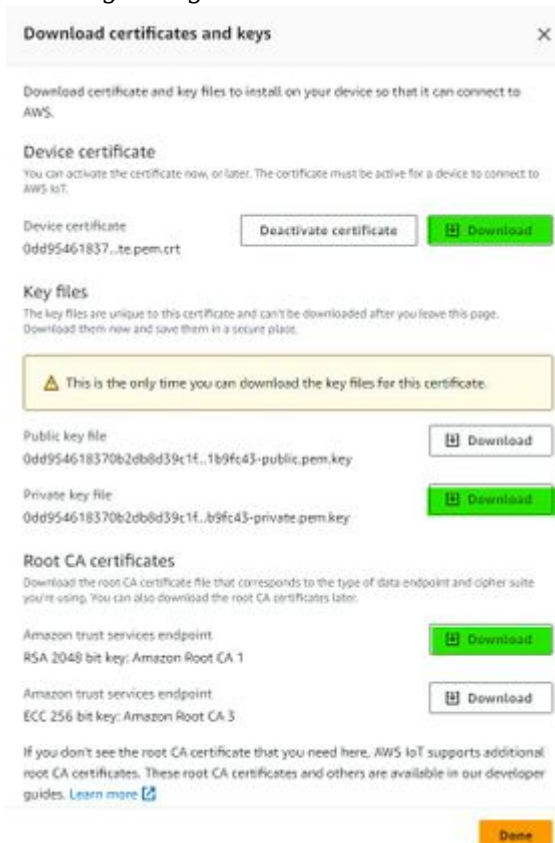 Download certificates and keys
Download certificate and key files to install on your device so that it can connect to
AWS.
Device certificate
You can activate the certificate now, or later. The certificate must be active for a device to connect to
AWS IoT.
Device certificate
0dd95461837...te.pem.crt
Deactivate certificate
Download
Key files
The key files are unique to this certificate and can't be downloaded after you leave this page.
Download them now and save them in a secure place.
This is the only time you can download the key files for this certificate.
Public key file
0dd954618370b2db8d39c1f...1b9fc43-public.pem.key
Download
Private key file
0dd954618370b2db8d39c1f...b9fc43-private.pem.key
Download
Root CA certificates
Download the root CA certificate file that corresponds to the type of data endpoint and cipher suite
you're using. You can also download the root CA certificates later.
Amazon trust services endpoint
RSA 2048 bit key: Amazon Root CA 1
Download
Amazon trust services endpoint
ECC 256 bit key: Amazon Root CA 3
Download
If you don't see the root CA certificate that you need here, AWS IoT supports additional
root CA certificates. These root CA certificates and others are available in our developer
guides. Learn more
Done